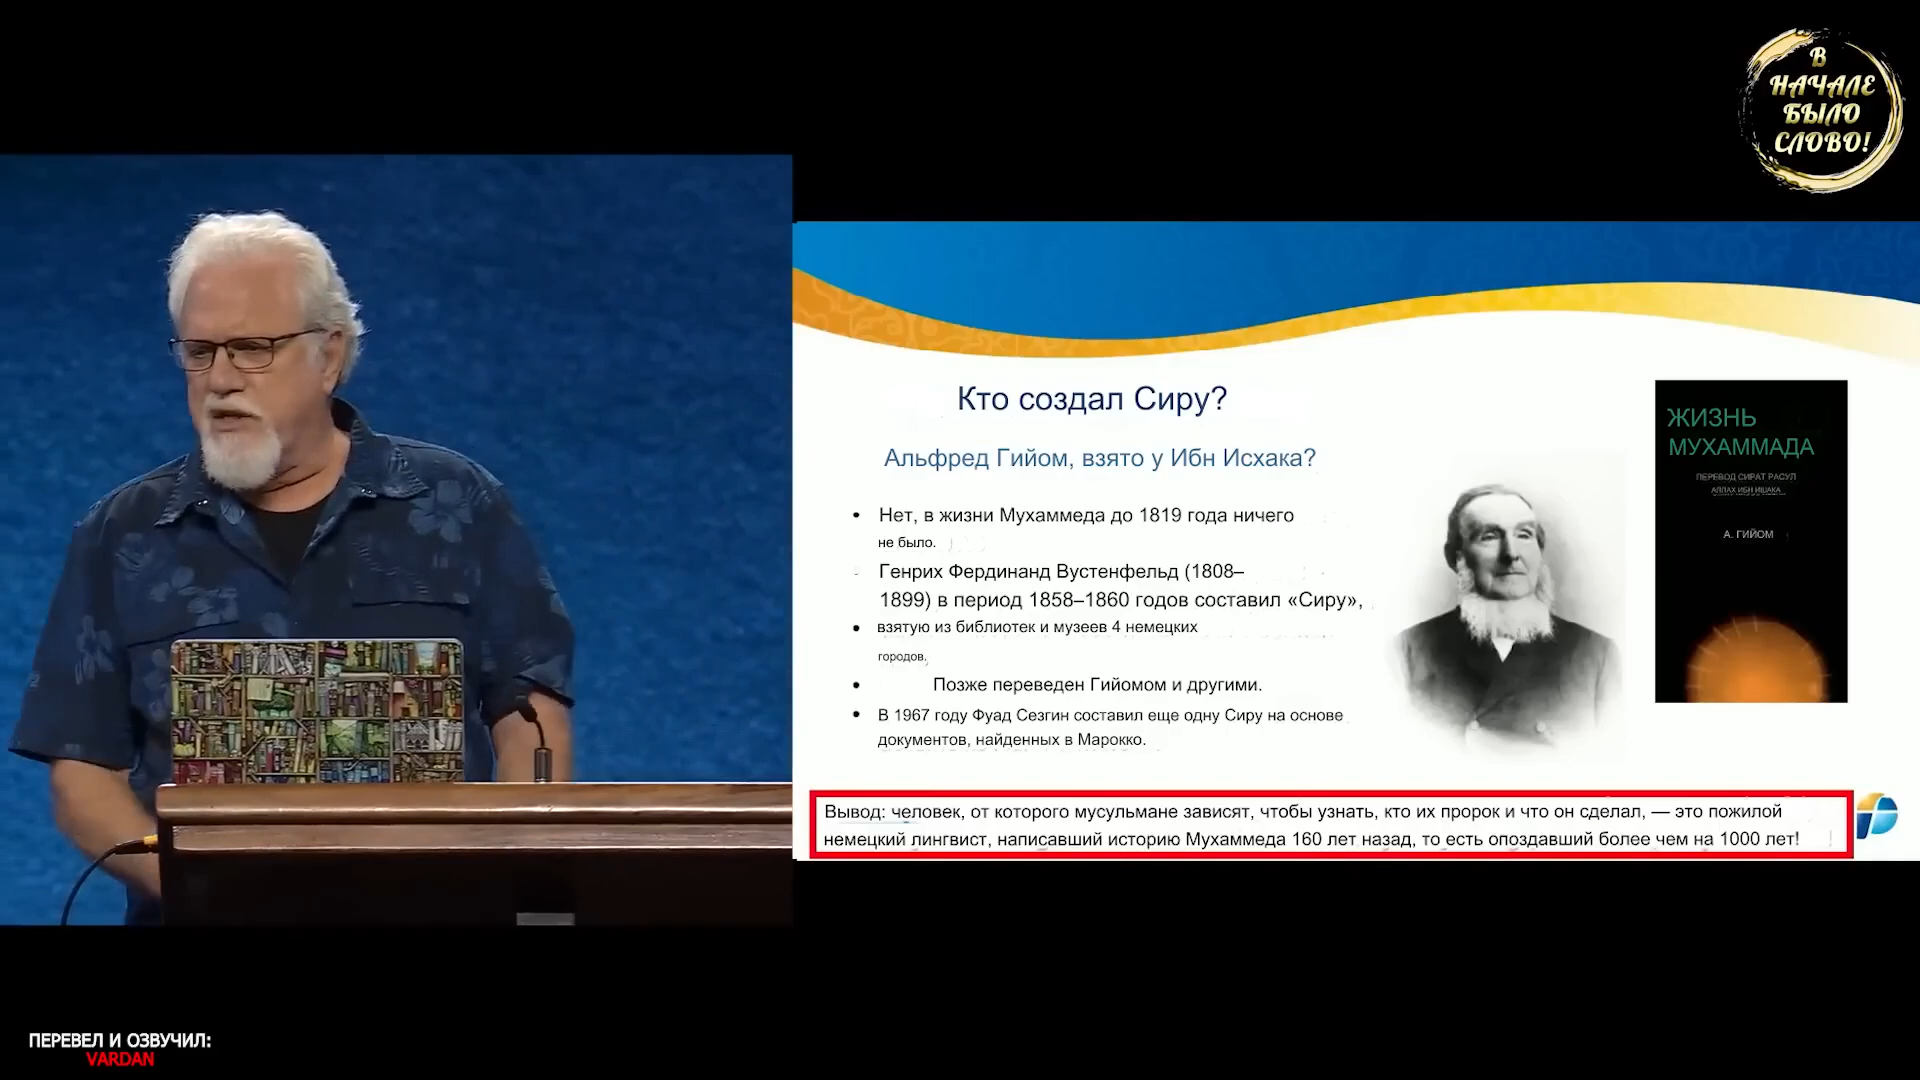 В
НАЧАЛЕ
БЫЛО
СЛОВО!
Кто создал Сиру?
Альфред Гийом, взято у Ибн Исхака?
• Нет, в жизни Мухаммеда до 1819 года ничего
не было.
Генрих Фердинанд Вустенфельд (1808–
1899) в период 1858–1860 годов составил «Сиру»,
• взятую из библиотек и музеев 4 немецких
городов.
• Позже переведен Гийомом и другими.
• В 1967 году Фуад Сезгин составил еще одну Сиру на основе
документов, найденных в Марокко.
ЖИЗНЬ
МУХАММАДА
ПЕРЕВОД СИРАТ РАСУЛ
АЛЛАХ ИБН ИШАКА
А. ГИЙОМ
Вывод: человек, от которого мусульмане зависят, чтобы узнать, кто их пророк и что он сделал, — это пожилой
немецкий лингвист, написавший историю Мухаммеда 160 лет назад, то есть опоздавший более чем на 1000 лет!
ПЕРЕВЕЛ И ОЗВУЧИЛ:
VARDAN